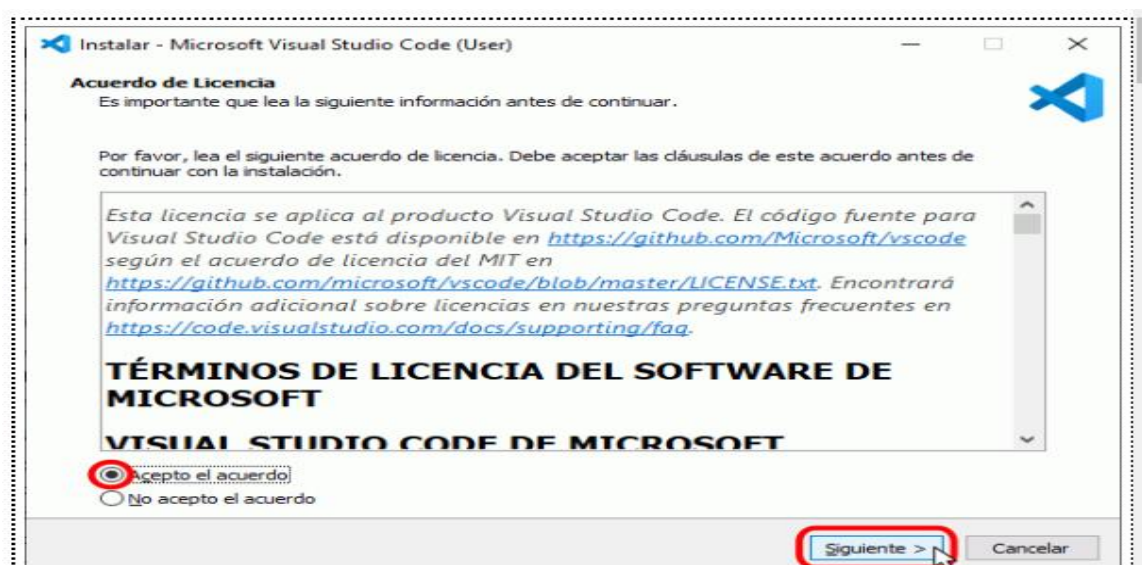 Instalar - Microsoft Visual Studio Code (User)
Acuerdo de Licencia
Es importante que lea la siguiente información antes de continuar.
Por favor, lea el siguiente acuerdo de licencia. Debe aceptar las cláusulas de este acuerdo antes de
continuar con la instalación.
Esta licencia se aplica al producto Visual Studio Code. El código fuente para
Visual Studio Code está disponible en https://github.com/Microsoft/vscode
según el acuerdo de licencia del MIT en
https://github.com/microsoft/vscode/blob/master/LICENSE.txt. Encontrará
información adicional sobre licencias en nuestras preguntas frecuentes en
https://code.visualstudio.com/docs/supporting/faq.
TÉRMINOS DE LICENCIA DEL SOFTWARE DE
MICROSOFT
VISUAL STUDIO CODE DE MICROSOFT
Acepto el acuerdo
No acepto el acuerdo
Siguiente >
Cancelar